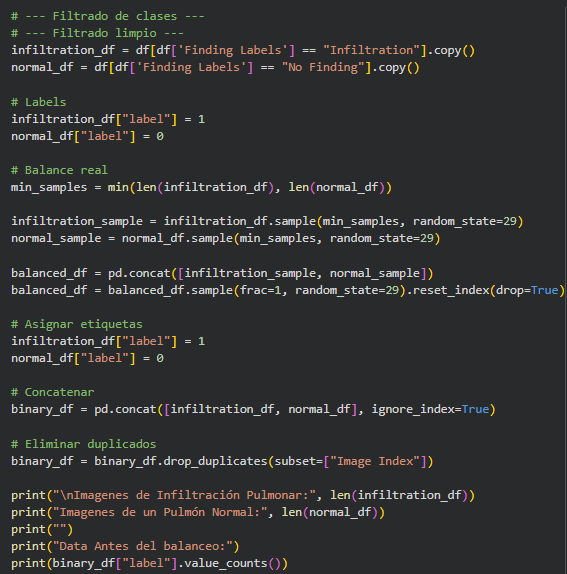 # --- Filtrado de clases ---
# --- Filtrado limpio ---
infiltration_df = df[df['Finding Labels'] == "Infiltration"].copy()
normal_df = df[df['Finding Labels'] == "No Finding"].copy()
# Labels
infiltration_df["label"] = 1
normal_df["label"] = 0
# Balance real
min_samples = min(len(infiltration_df), len(normal_df))
infiltration_sample = infiltration_df.sample(min_samples, random_state=29)
normal_sample = normal_df.sample(min_samples, random_state=29)
balanced_df = pd.concat([infiltration_sample, normal_sample])
balanced_df = balanced_df.sample(frac=1, random_state=29).reset_index(drop=True)
# Asignar etiquetas
infiltration_df["label"] = 1
normal_df["label"] = 0
# Concatenar
binary_df = pd.concat([infiltration_df, normal_df], ignore_index=True)
# Eliminar duplicados
binary_df = binary_df.drop_duplicates(subset=["Image Index"])
print("\nImagenes de Infiltración Pulmonar:", len(infiltration_df))
print("Imagenes de un Pulmón Normal:", len(normal_df))
print("")
print("Data Antes del balanceo:")
print(binary_df["label"].value_counts())